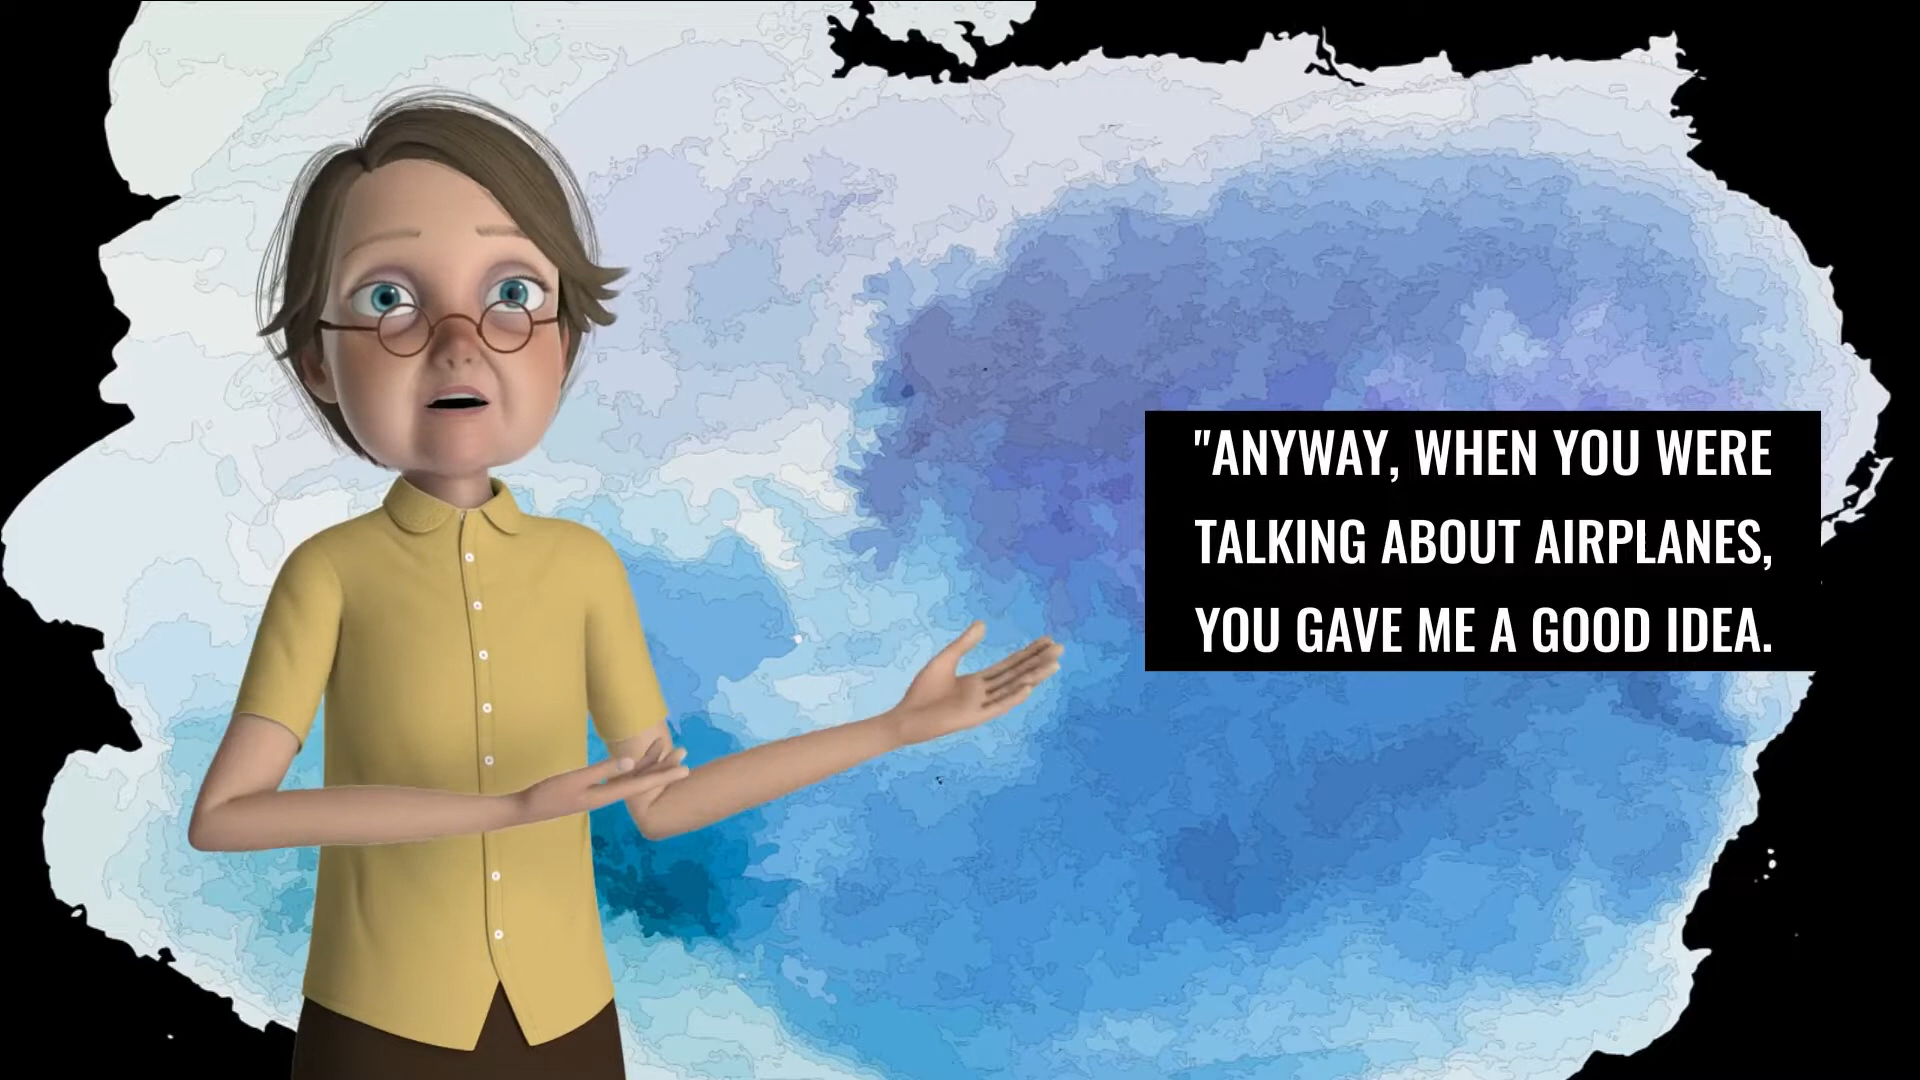 "ANYWAY, WHEN YOU WERE
TALKING ABOUT AIRPLANES,
YOU GAVE ME A GOOD IDEA.